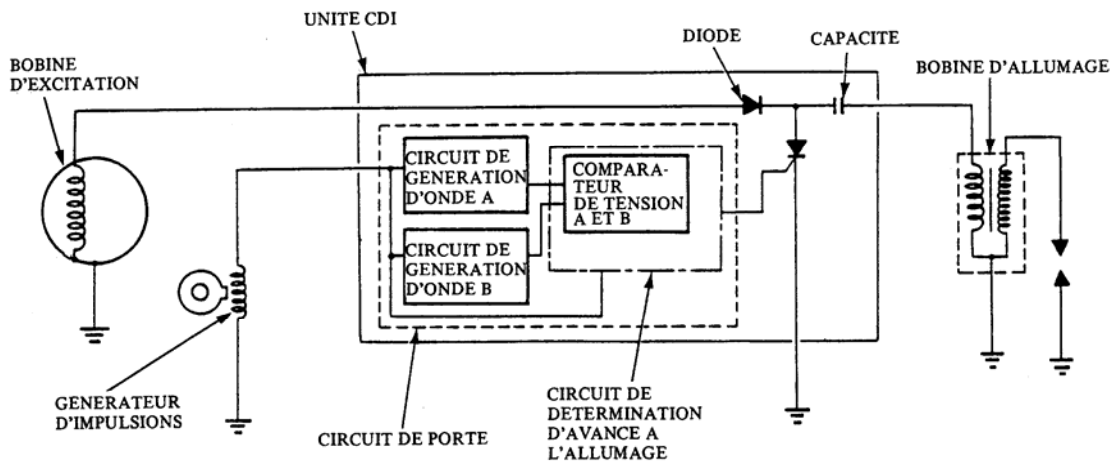 UNITE CDI
DIODE
CAPACITE
BOBINE D'ALLUMAGE
BOBINE
D'EXCITATION
CIRCUIT DE
GENERATION
D'ONDE A
COMPARA-
TEUR
DE TENSION
A ET B
CIRCUIT DE
GENERATION
D'ONDE B
GENERATEUR
D'IMPULSIONS
CIRCUIT DE PORTE
CIRCUIT DE
DETERMINATION
D'AVANCE A
L'ALLUMAGE